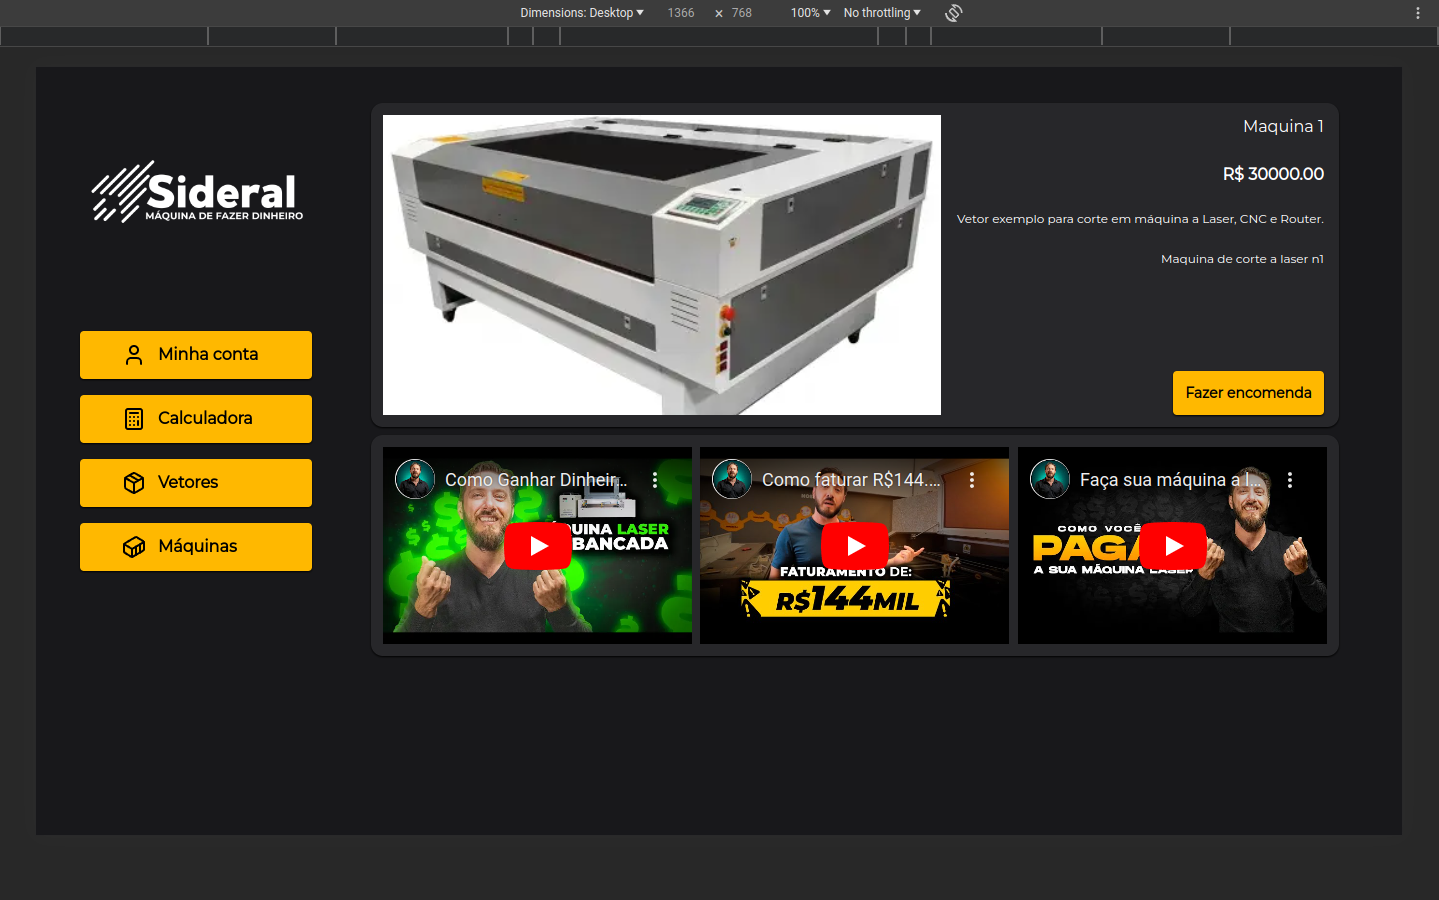 Dimensions: Desktop 1366 × 768 100% No throttling
Sideral
MÁQUINA DE FAZER DINHEIRO
Minha conta
Calculadora
Vetores
Máquinas
Maquina 1
R$ 30000.00
Vetor exemplo para corte em máquina a Laser, CNC e Router.
Maquina de corte a laser n1
Fazer encomenda
Como Ganhar Dinheir...
UINA LASER
BANCADA
Como faturar R$144....
FATURAMENTO DE:
R$144MIL
Faça sua máquina a l...
COMO VOCÊ
PAGA
A SUA MÁQUINA LASER